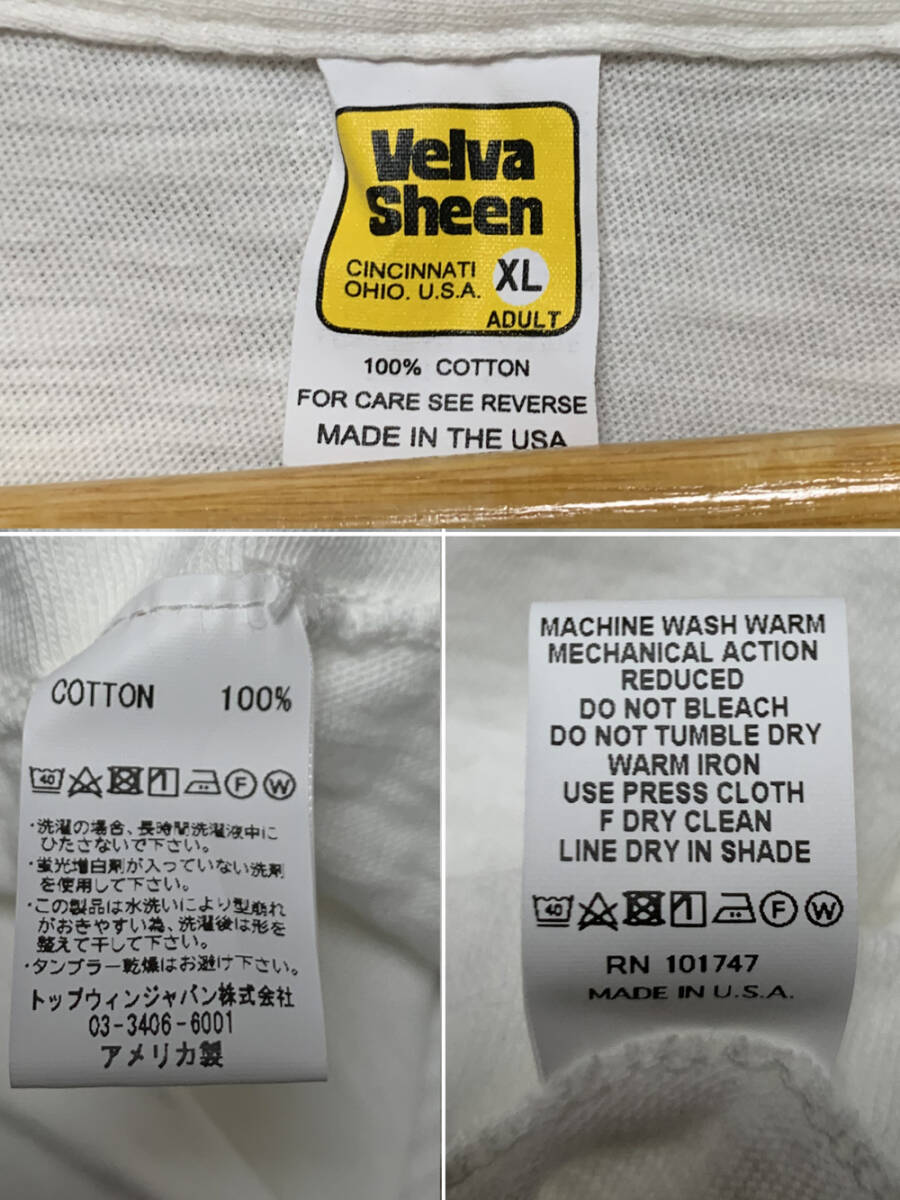 Velva
Sheen
CINCINNATI XL
OHIO. U.S.A.
ADULT
100% COTTON
FOR CARE SEE REVERSE
MADE IN THE USA
COTTON 100%
40 1 F W
・洗濯の場合、長時間洗濯液中に
ひたさないで下さい。
・蛍光増白剤が入っていない洗剤
を使用して下さい。
・この製品は水洗いにより型崩れ
がおきやすい為、洗濯後は形を
整えて干して下さい。
・タンブラー乾燥はお避け下さい。
トップウィンジャパン株式会社
03-3406-6001
アメリカ製
MACHINE WASH WARM
MECHANICAL ACTION
REDUCED
DO NOT BLEACH
DO NOT TUMBLE DRY
WARM IRON
USE PRESS CLOTH
F DRY CLEAN
LINE DRY IN SHADE
40 1 F W
RN 101747
MADE IN U.S.A.